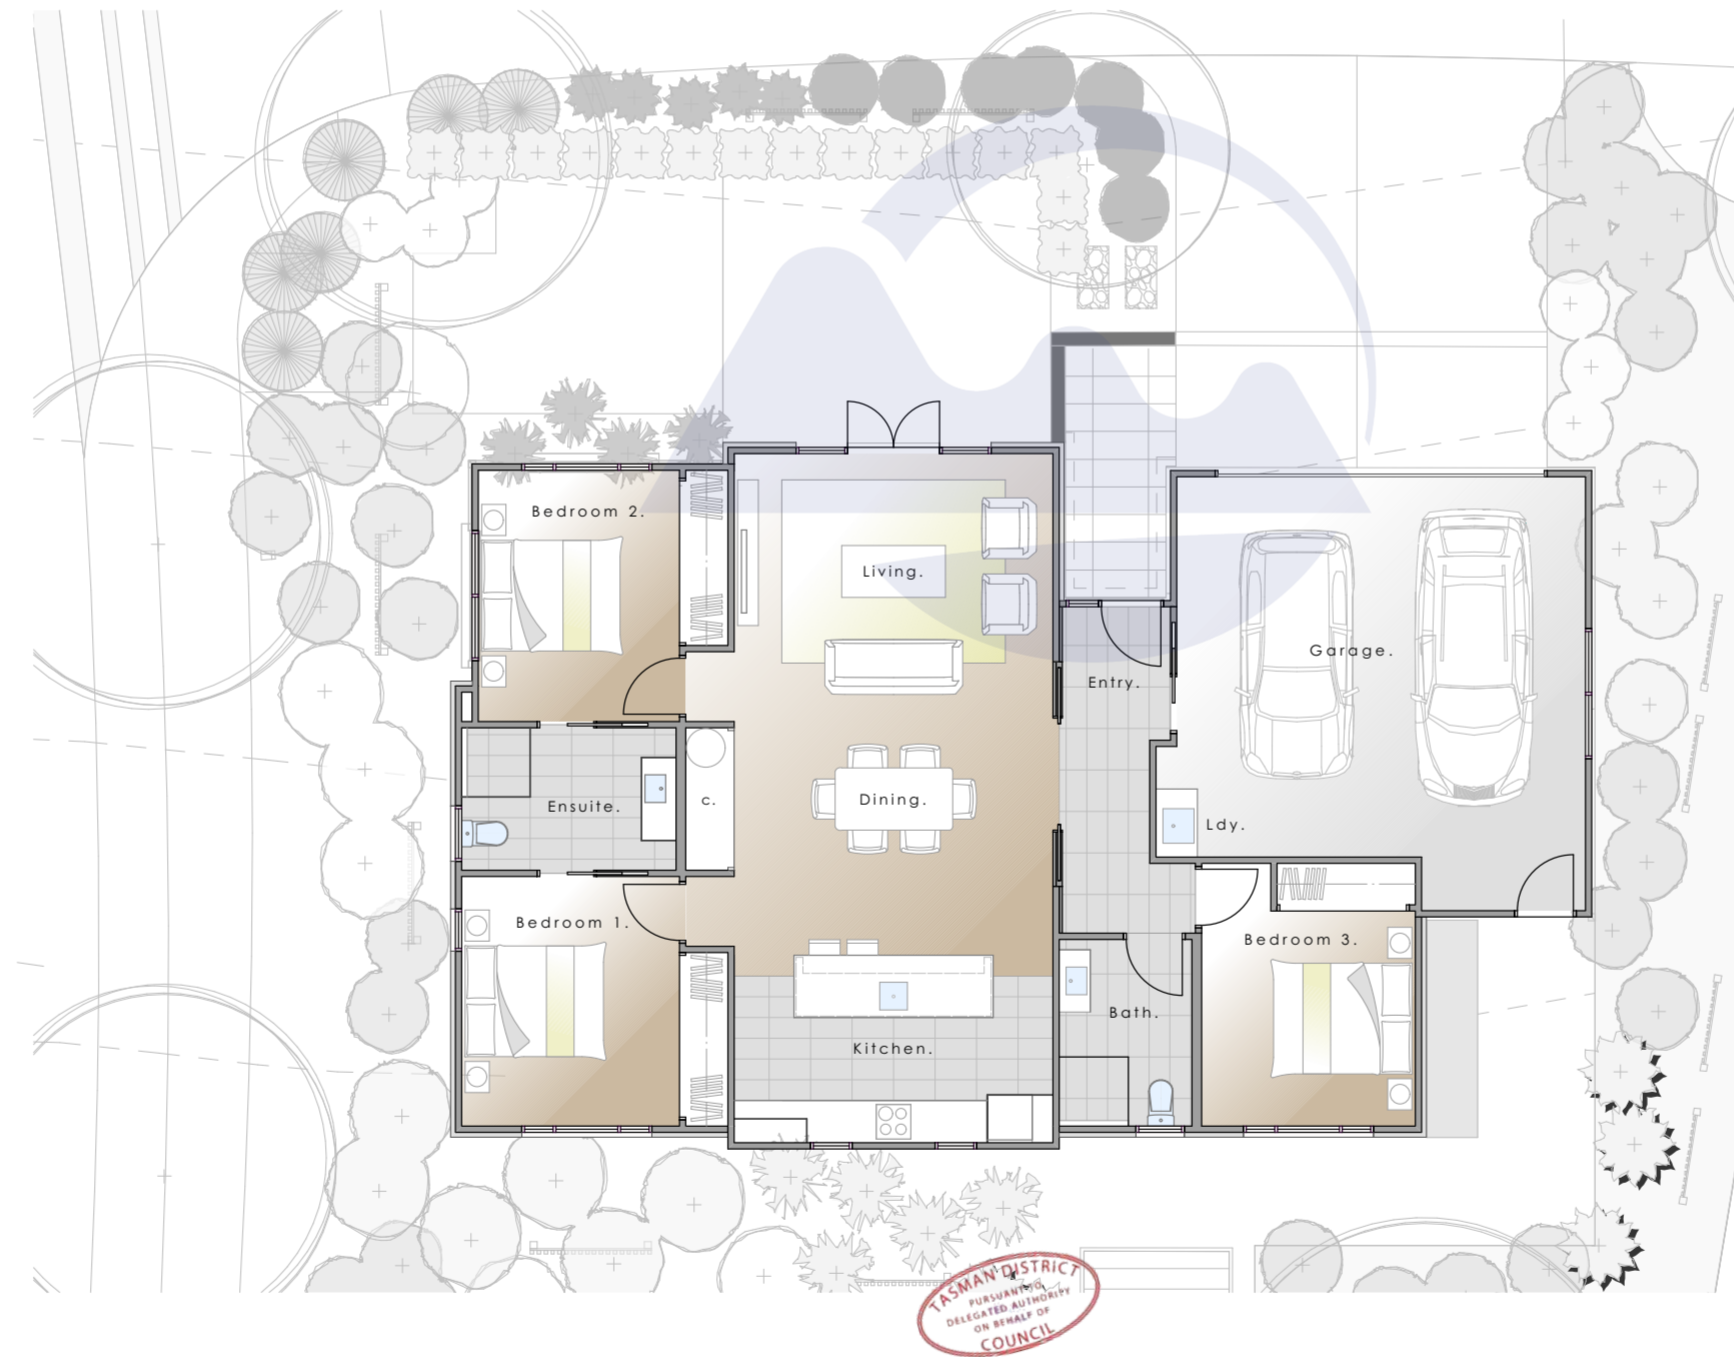 Bedroom 2.
Living.
Garage.
Entry.
Ensuite.
c.
Dining.
Ldy.
Bedroom 1.
Bedroom 3.
Bath.
Kitchen.
TASMAN DISTRICT
PURSUANT TO
DELEGATED AUTHORITY
ON BEHALF OF
COUNCIL